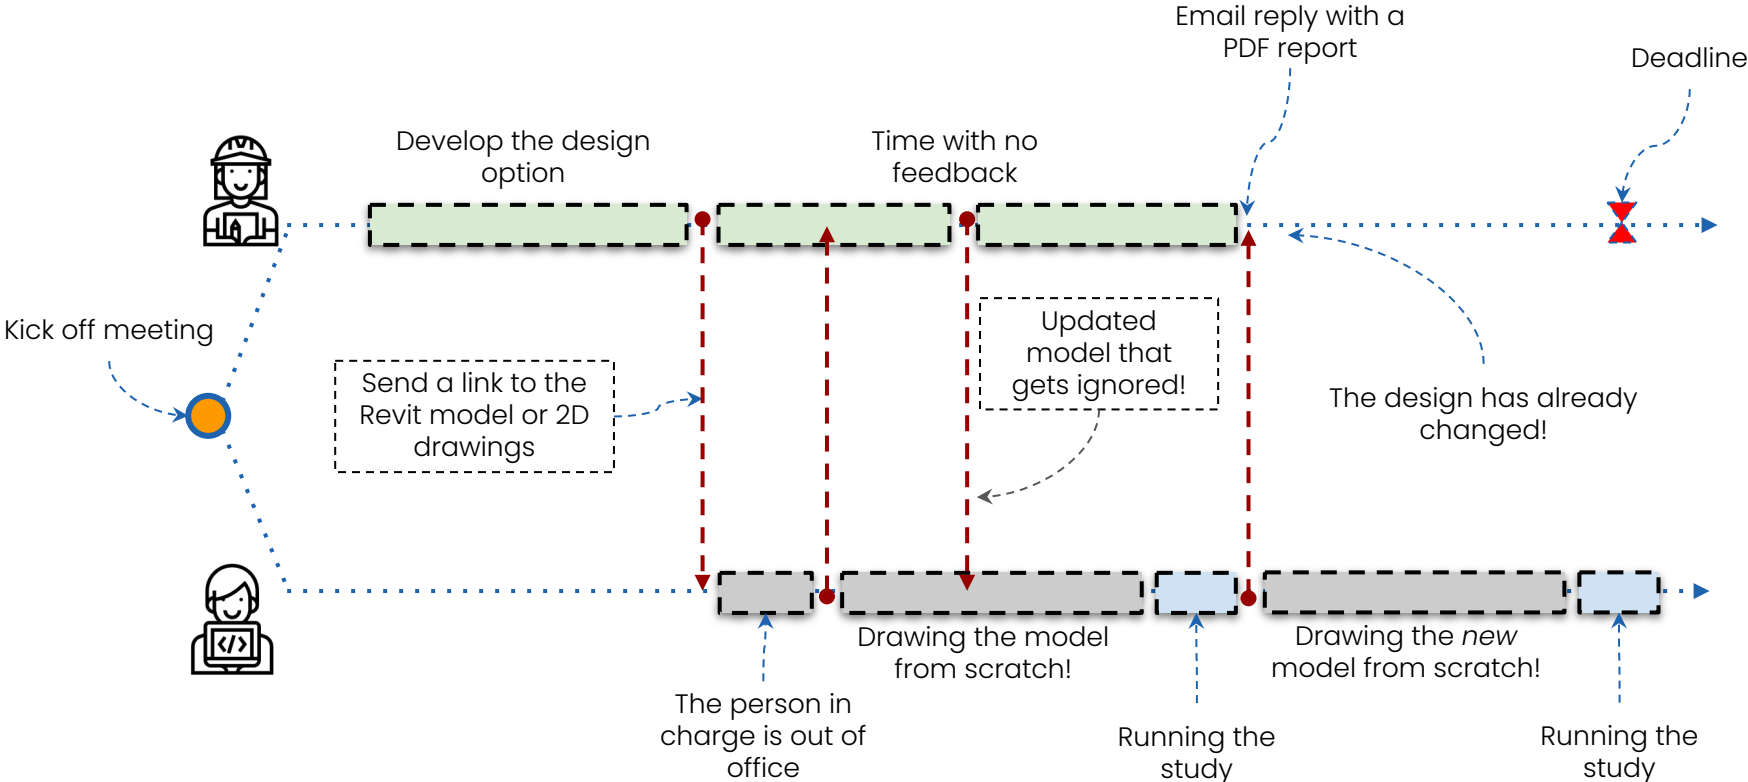 Email reply with a
PDF report
Deadline
Develop the design
option
Time with no
feedback
Kick off meeting
Send a link to the
Revit model or 2D
drawings
Updated
model that
gets ignored!
The design has already
changed!
</>
Drawing the model
from scratch!
Drawing the new
model from scratch!
The person in
charge is out of
office
Running the
study
Running the
study